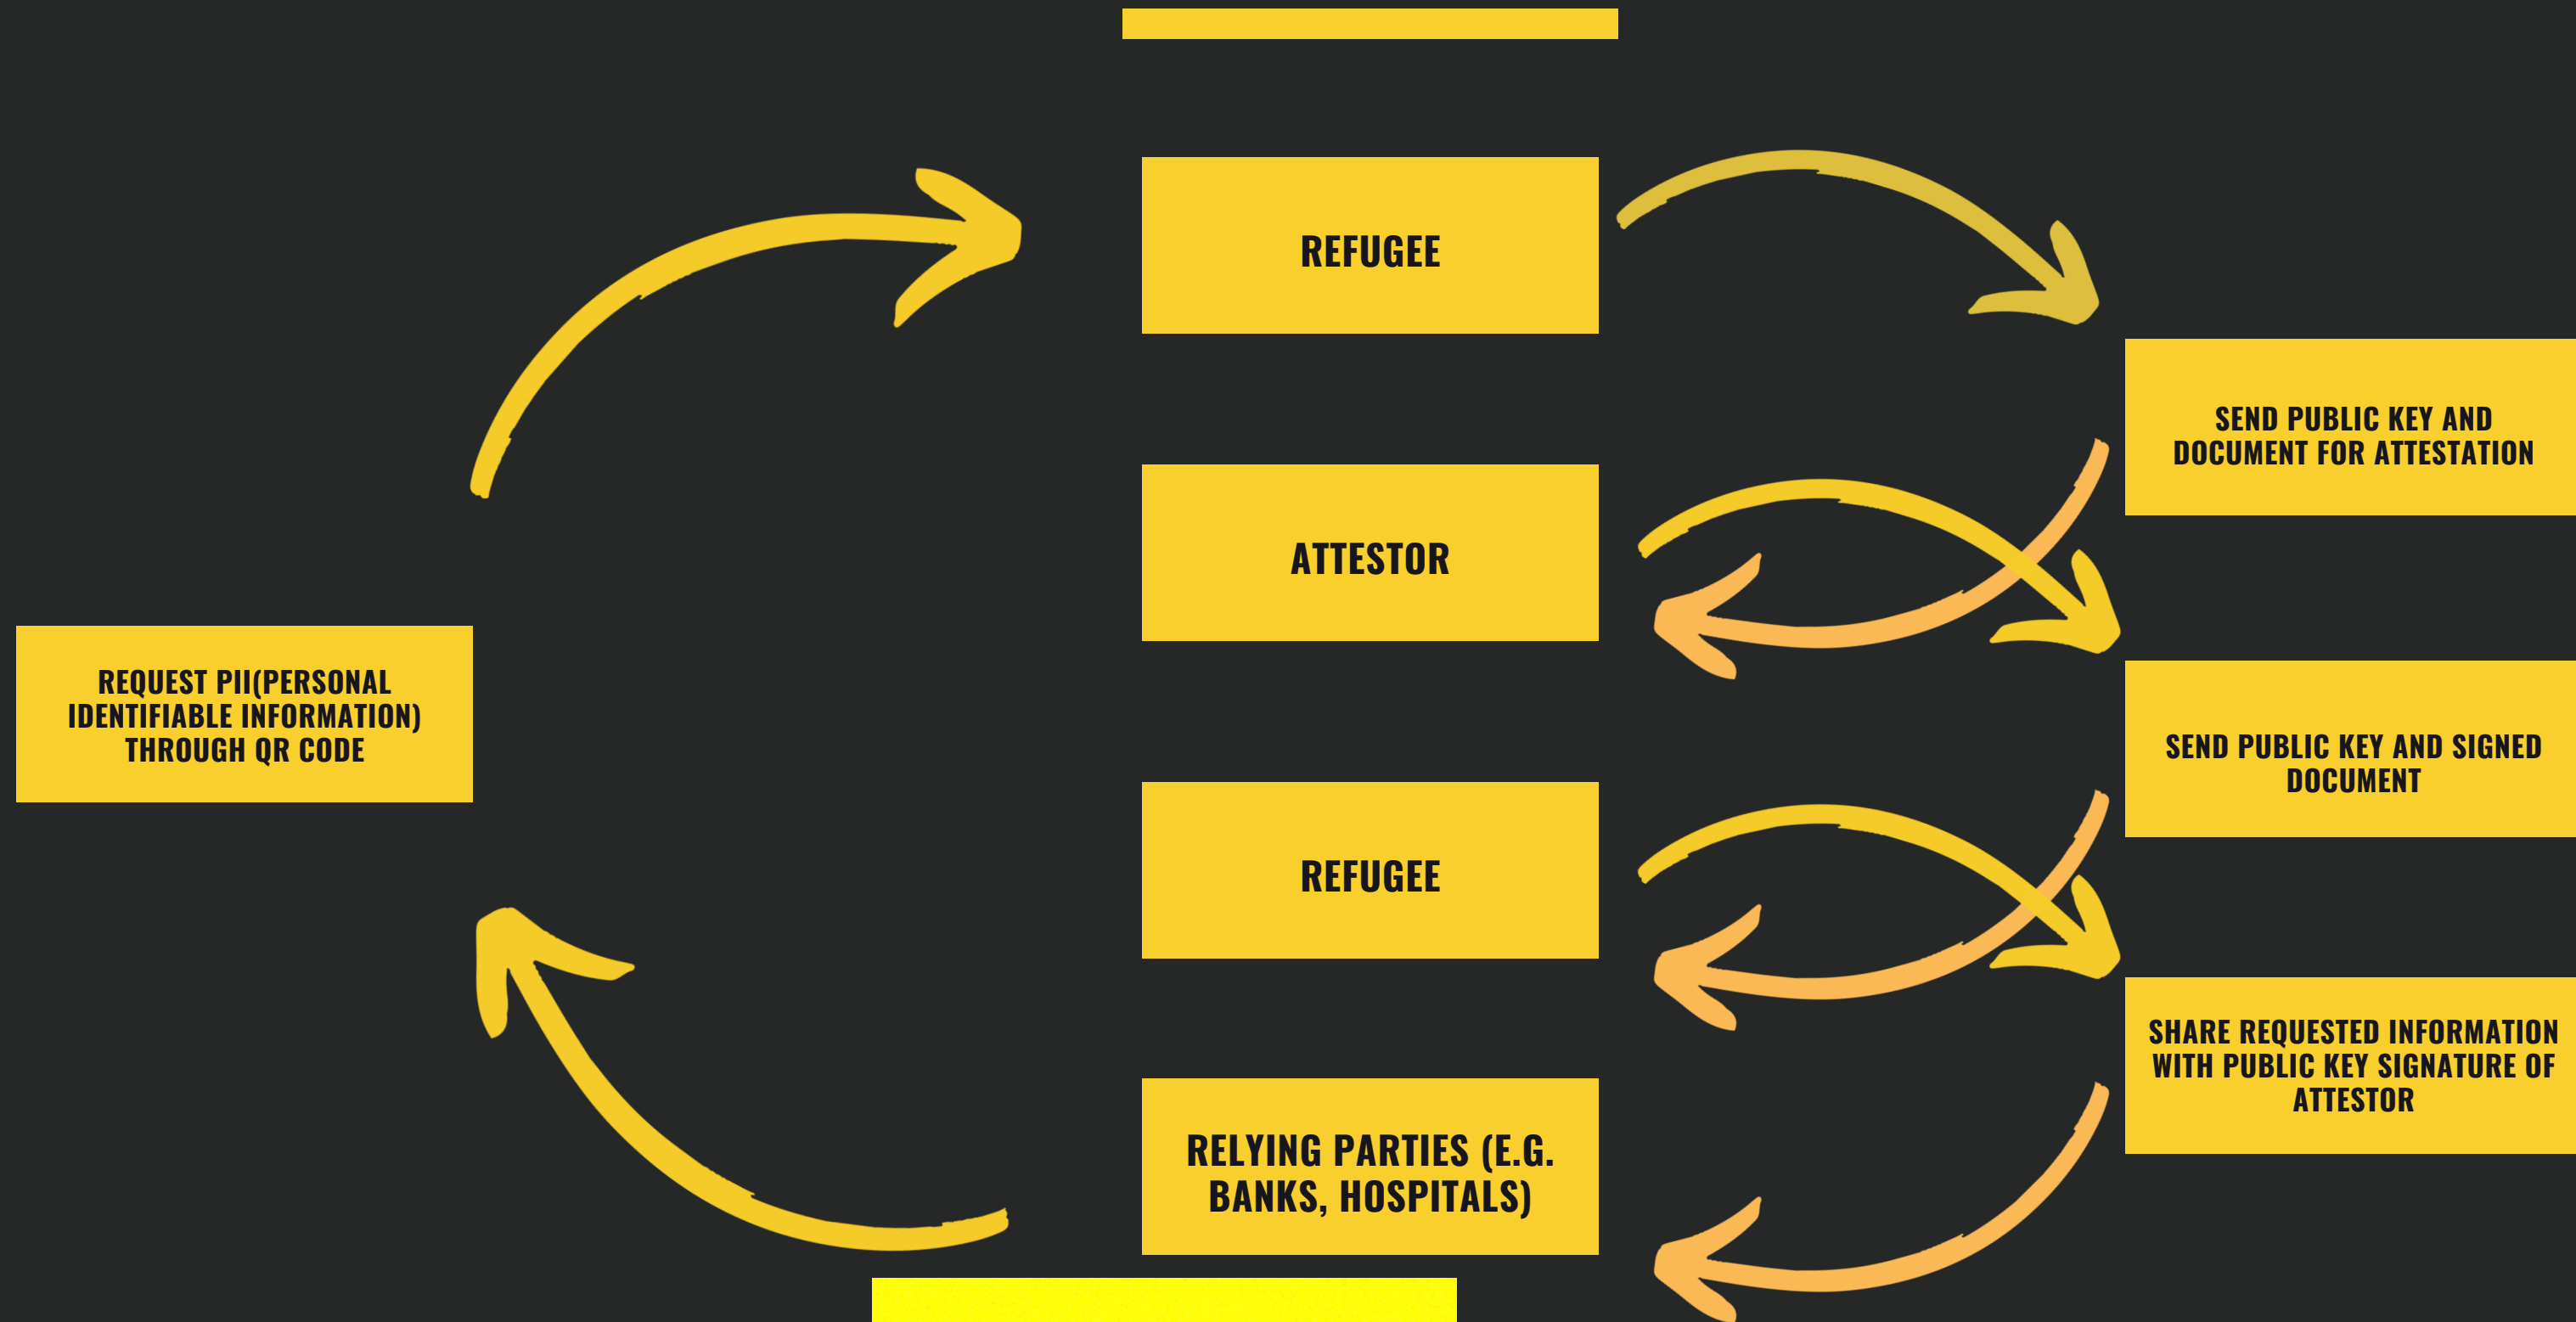 REFUGEE
SEND PUBLIC KEY AND
DOCUMENT FOR ATTESTATION
ATTESTOR
REQUEST PII(PERSONAL
IDENTIFIABLE INFORMATION)
THROUGH QR CODE
SEND PUBLIC KEY AND SIGNED
DOCUMENT
REFUGEE
SHARE REQUESTED INFORMATION
WITH PUBLIC KEY SIGNATURE OF
ATTESTOR
RELYING PARTIES (E.G.
BANKS, HOSPITALS)